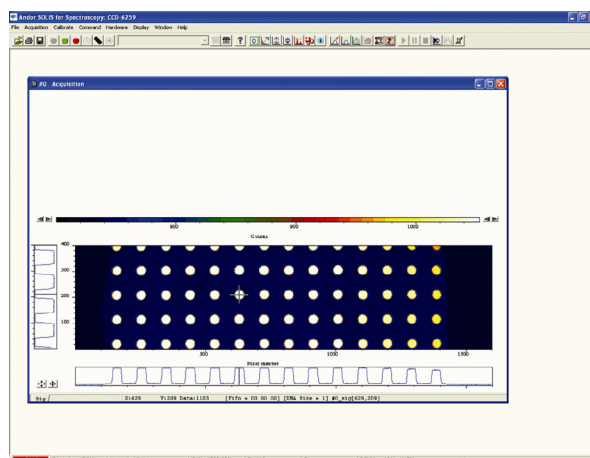 Andor SOLIS for Spectroscopy: CCD-6259
File Acquisition Calibrate Command Hardware Display Window Help
#0 Acquisition
800 900 1000
Counts
400
300
200
100
500 1000 1500
Pixel number
Sig X:629 Y:209 Data:1103 [Fifo * 00 00 00] [DMA Size * 1] #0_sig[629,209]